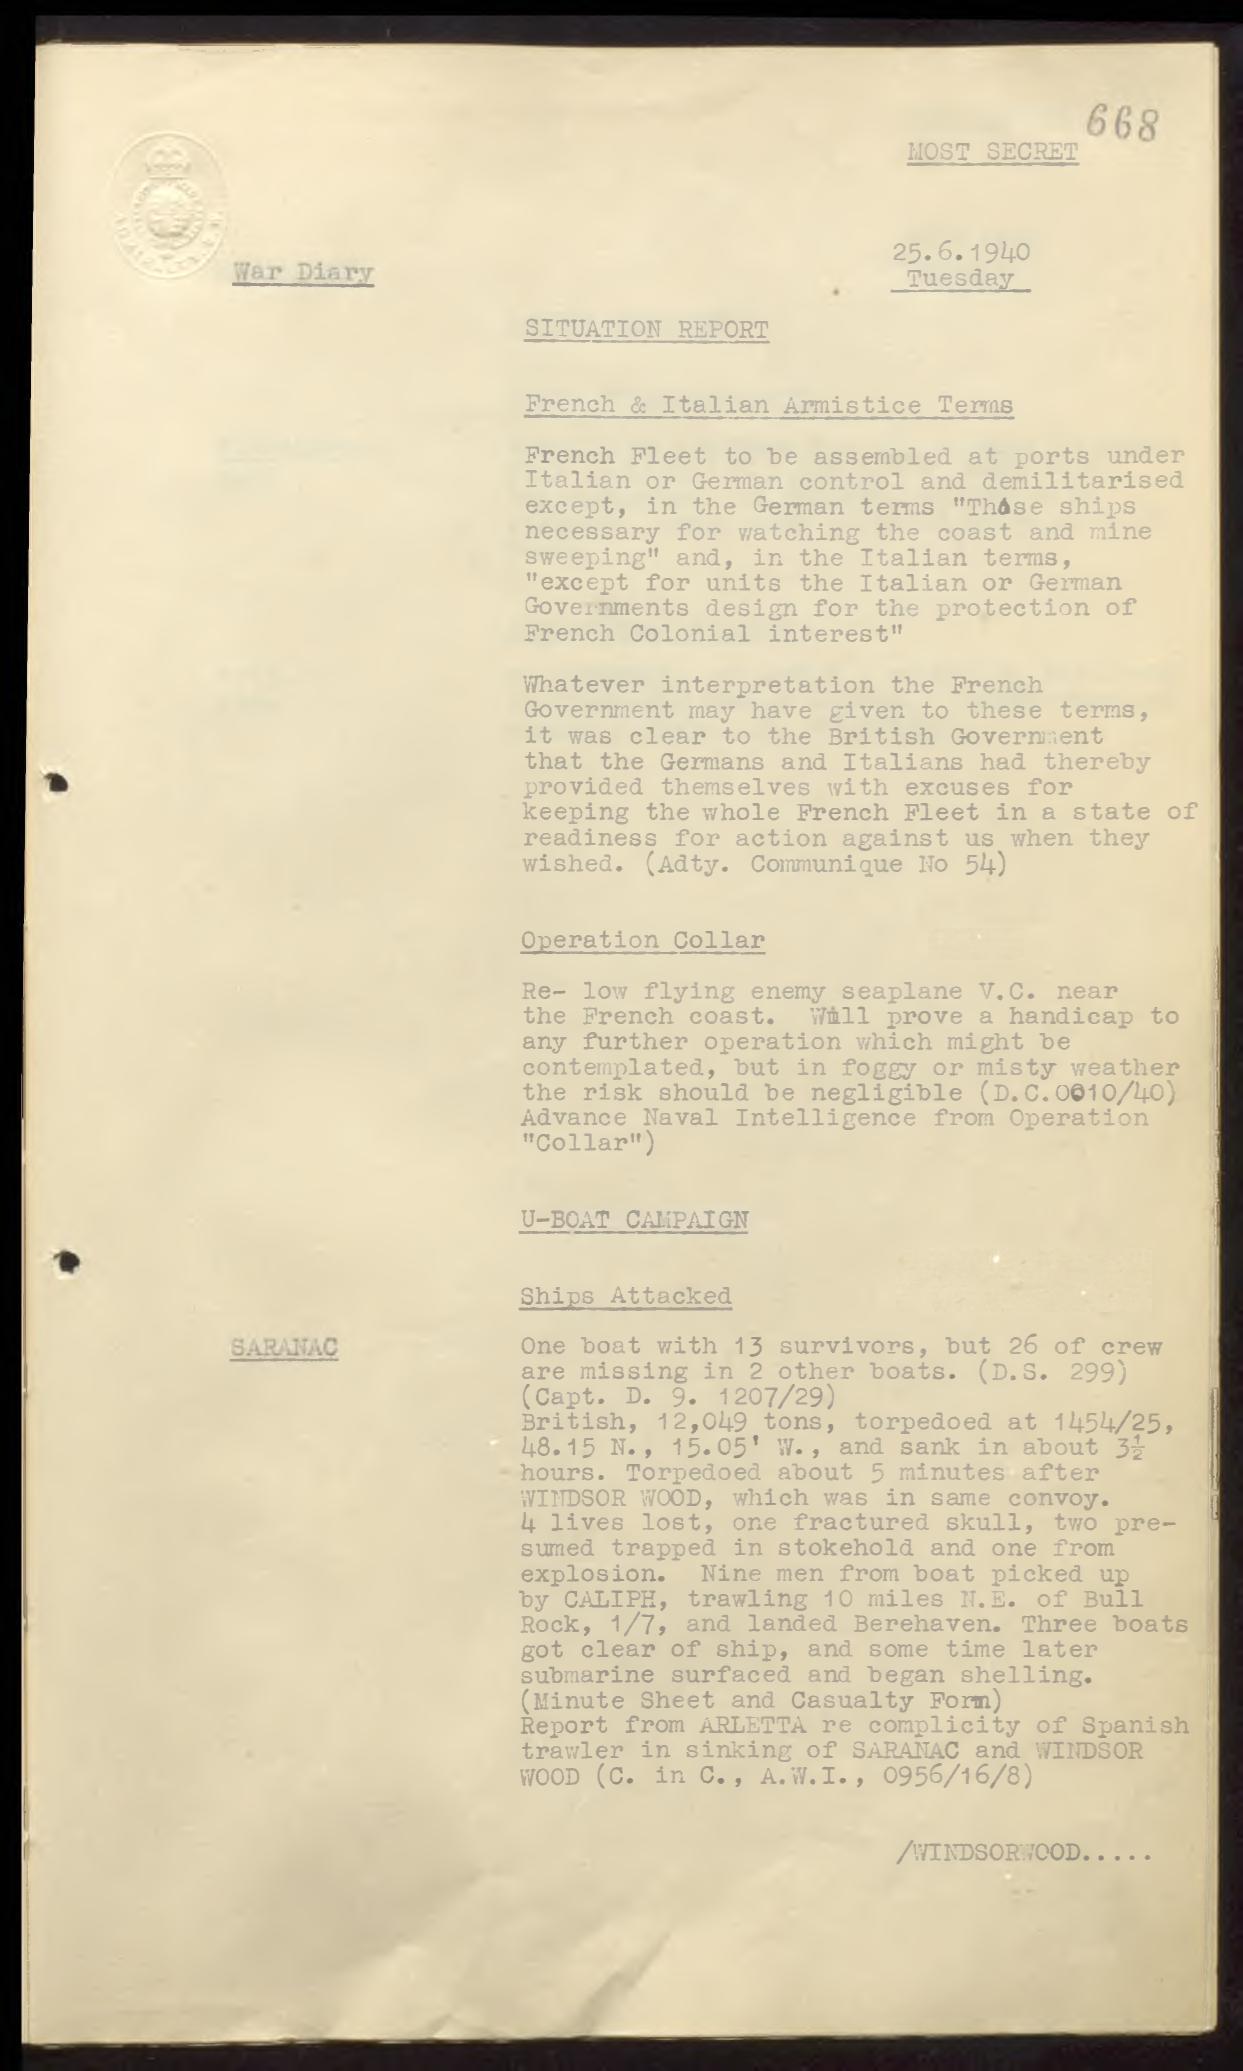 668
MOST SECRET
25.6.1940
Tuesday
War Diary
SITUATION REPORT
French & Italian Armistice Terms
French Fleet to be assembled at ports under
Italian or German control and demilitarised
except, in the German terms "Those ships
necessary for watching the coast and mine
sweeping" and, in the Italian terms,
"except for units the Italian or German
Governments design for the protection of
French Colonial interest"
Whatever interpretation the French
Government may have given to these terms,
it was clear to the British Government
that the Germans and Italians had thereby
provided themselves with excuses for
keeping the whole French Fleet in a state of
readiness for action against us when they
wished. (Adty. Communique No 54)
Operation Collar
Re- low flying enemy seaplane V.C. near
the French coast.  Will prove a handicap to
any further operation which might be
contemplated, but in foggy or misty weather
the risk should be negligible (D.C.0010/40)
Advance Naval Intelligence from Operation
"Collar")
U-BOAT CAMPAIGN
Ships Attacked
SARANAC
One boat with 13 survivors, but 26 of crew
are missing in 2 other boats. (D.S. 299)
(Capt. D. 9. 1207/29)
British, 12,049 tons, torpedoed at 1454/25,
48.15 N., 15.05' W., and sank in about 3½
hours. Torpedoed about 5 minutes after
WINDSOR WOOD, which was in same convoy.
4 lives lost, one fractured skull, two pre-
sumed trapped in stokehold and one from
explosion.  Nine men from boat picked up
by CALIPH, trawling 10 miles N.E. of Bull
Rock, 1/7, and landed Berehaven. Three boats
got clear of ship, and some time later
submarine surfaced and began shelling.
(Minute Sheet and Casualty Form)
Report from ARLETTA re complicity of Spanish
trawler in sinking of SARANAC and WINDSOR
WOOD (C. in C., A.W.I., 0956/16/8)
/WINDSORWOOD.....